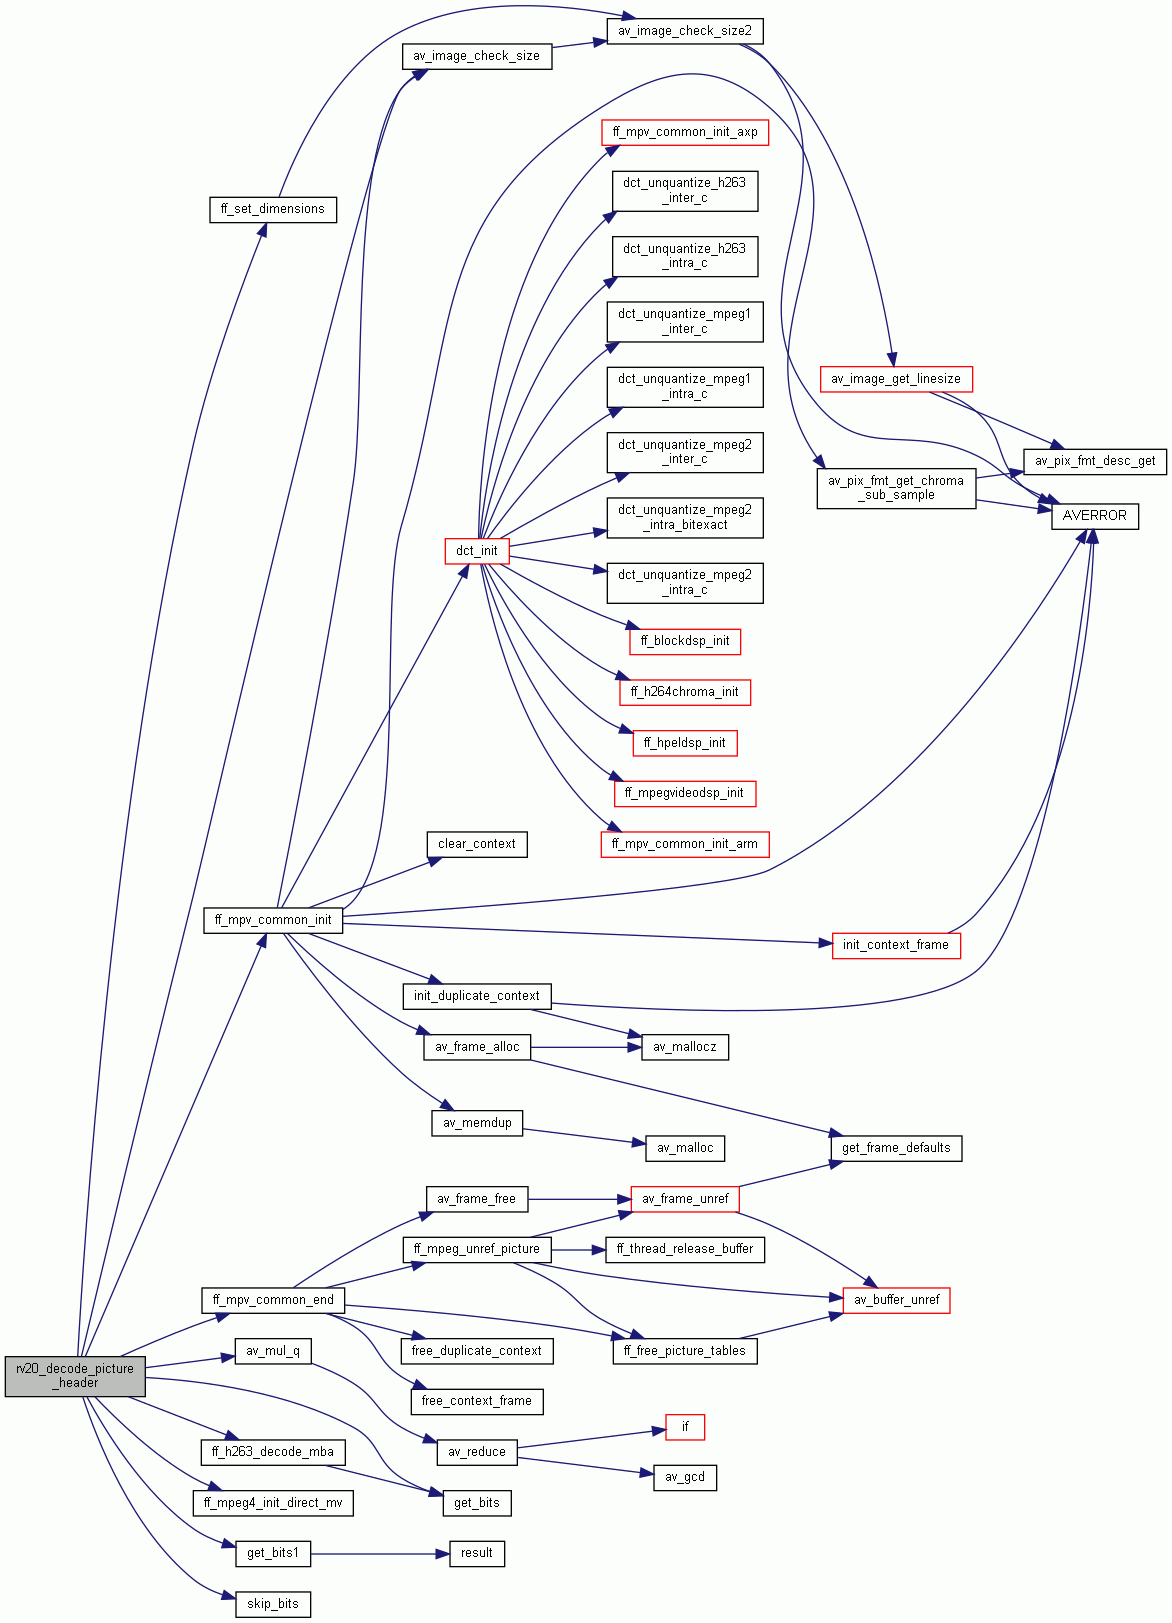 av_image_check_size2
av_image_check_size
ff_mpv_common_init_axp
dct_unquantize_h263
_inter_c
ff_set_dimensions
dct_unquantize_h263
_intra_c
dct_unquantize_mpeg1
_inter_c
av_image_get_linesize
dct_unquantize_mpeg1
_intra_c
dct_unquantize_mpeg2
_inter_c
av_pix_fmt_desc_get
av_pix_fmt_get_chroma
_sub_sample
dct_unquantize_mpeg2
_intra_bitexact
AVERROR
dct_init
dct_unquantize_mpeg2
_intra_c
ff_blockdsp_init
ff_h264chroma_init
ff_hpeldsp_init
ff_mpegvideodsp_init
clear_context
ff_mpv_common_init_arm
ff_mpv_common_init
init_context_frame
init_duplicate_context
av_frame_alloc
av_mallocz
av_memdup
av_malloc
get_frame_defaults
av_frame_free
av_frame_unref
ff_mpeg_unref_picture
ff_thread_release_buffer
ff_mpv_common_end
av_buffer_unref
av_mul_q
free_duplicate_context
ff_free_picture_tables
rv20_decode_picture
_header
free_context_frame
if
ff_h263_decode_mba
av_reduce
av_gcd
ff_mpeg4_init_direct_mv
get_bits
get_bits1
result
skip_bits